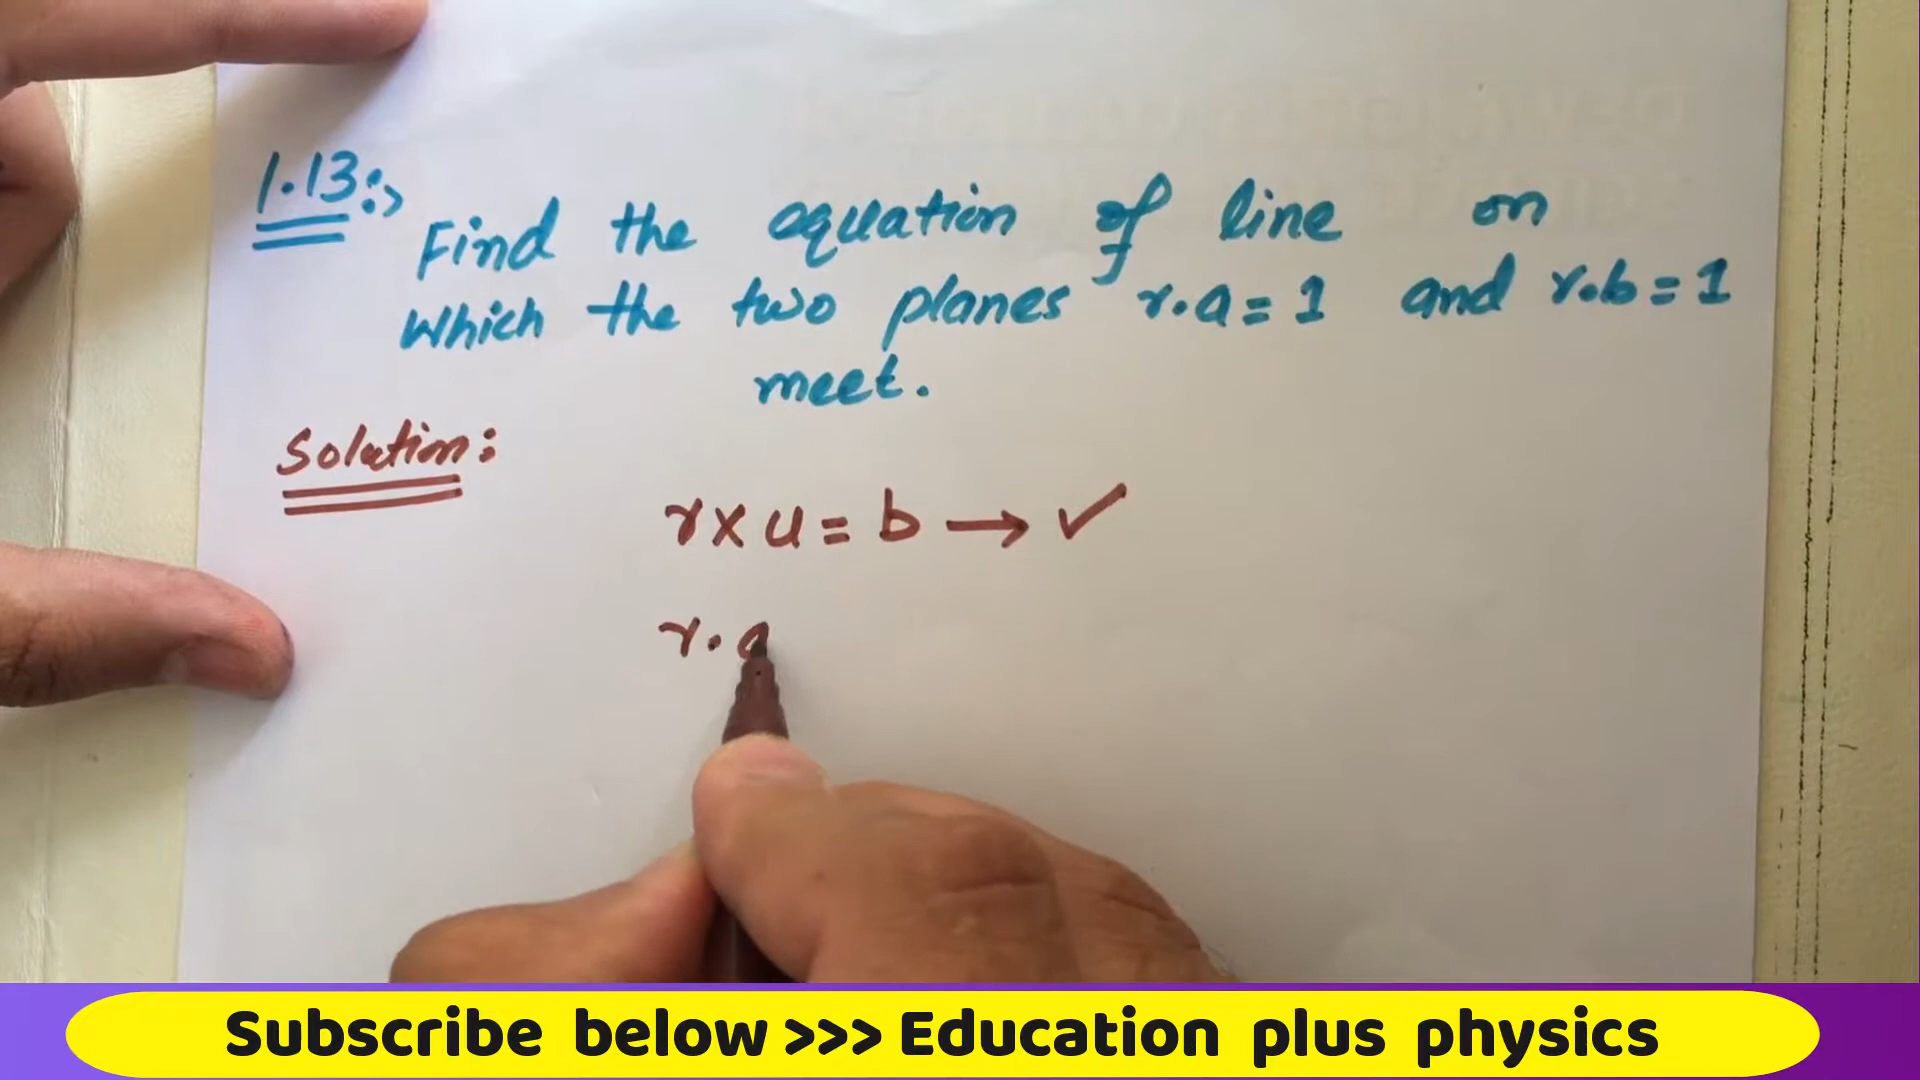 1.13:>
Find the equation of line on
which the two planes r.a=1 and r.b=1
meet.
Solution:
r×u=b→✓
r.a
Subscribe below >>> Education plus physics